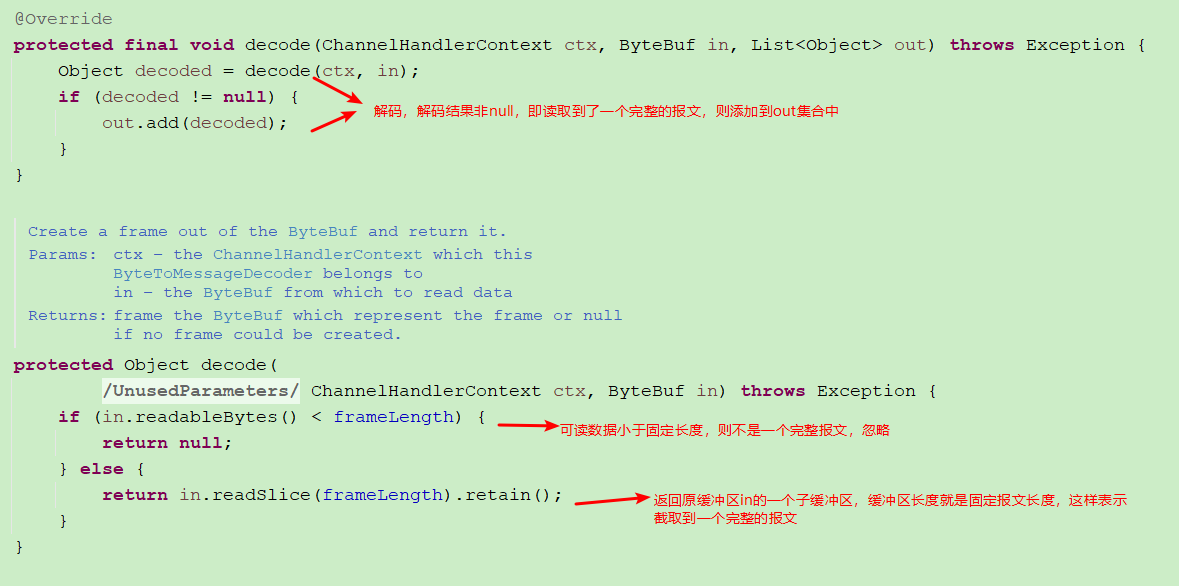 @Override
protected final void decode(ChannelHandlerContext ctx, ByteBuf in, List<Object> out) throws Exception {
Object decoded = decode(ctx, in);
if (decoded != null) {
解码，解码结果非null，即读取到了一个完整的报文，则添加到out集合中
out.add(decoded);
}
}
Create a frame out of the ByteBuf and return it.
Params: ctx – the ChannelHandlerContext which this
ByteToMessageDecoder belongs to
in – the ByteBuf from which to read data
Returns: frame the ByteBuf which represent the frame or null
if no frame could be created.
protected Object decode(
/UnusedParameters/ ChannelHandlerContext ctx, ByteBuf in) throws Exception {
if (in.readableBytes() < frameLength) {
可读数据小于固定长度，则不是一个完整报文，忽略
return null;
} else {
return in.readSlice(frameLength).retain();
返回原缓冲区in的一个子缓冲区，缓冲区长度就是固定报文长度，这样表示
截取到一个完整的报文
}
}